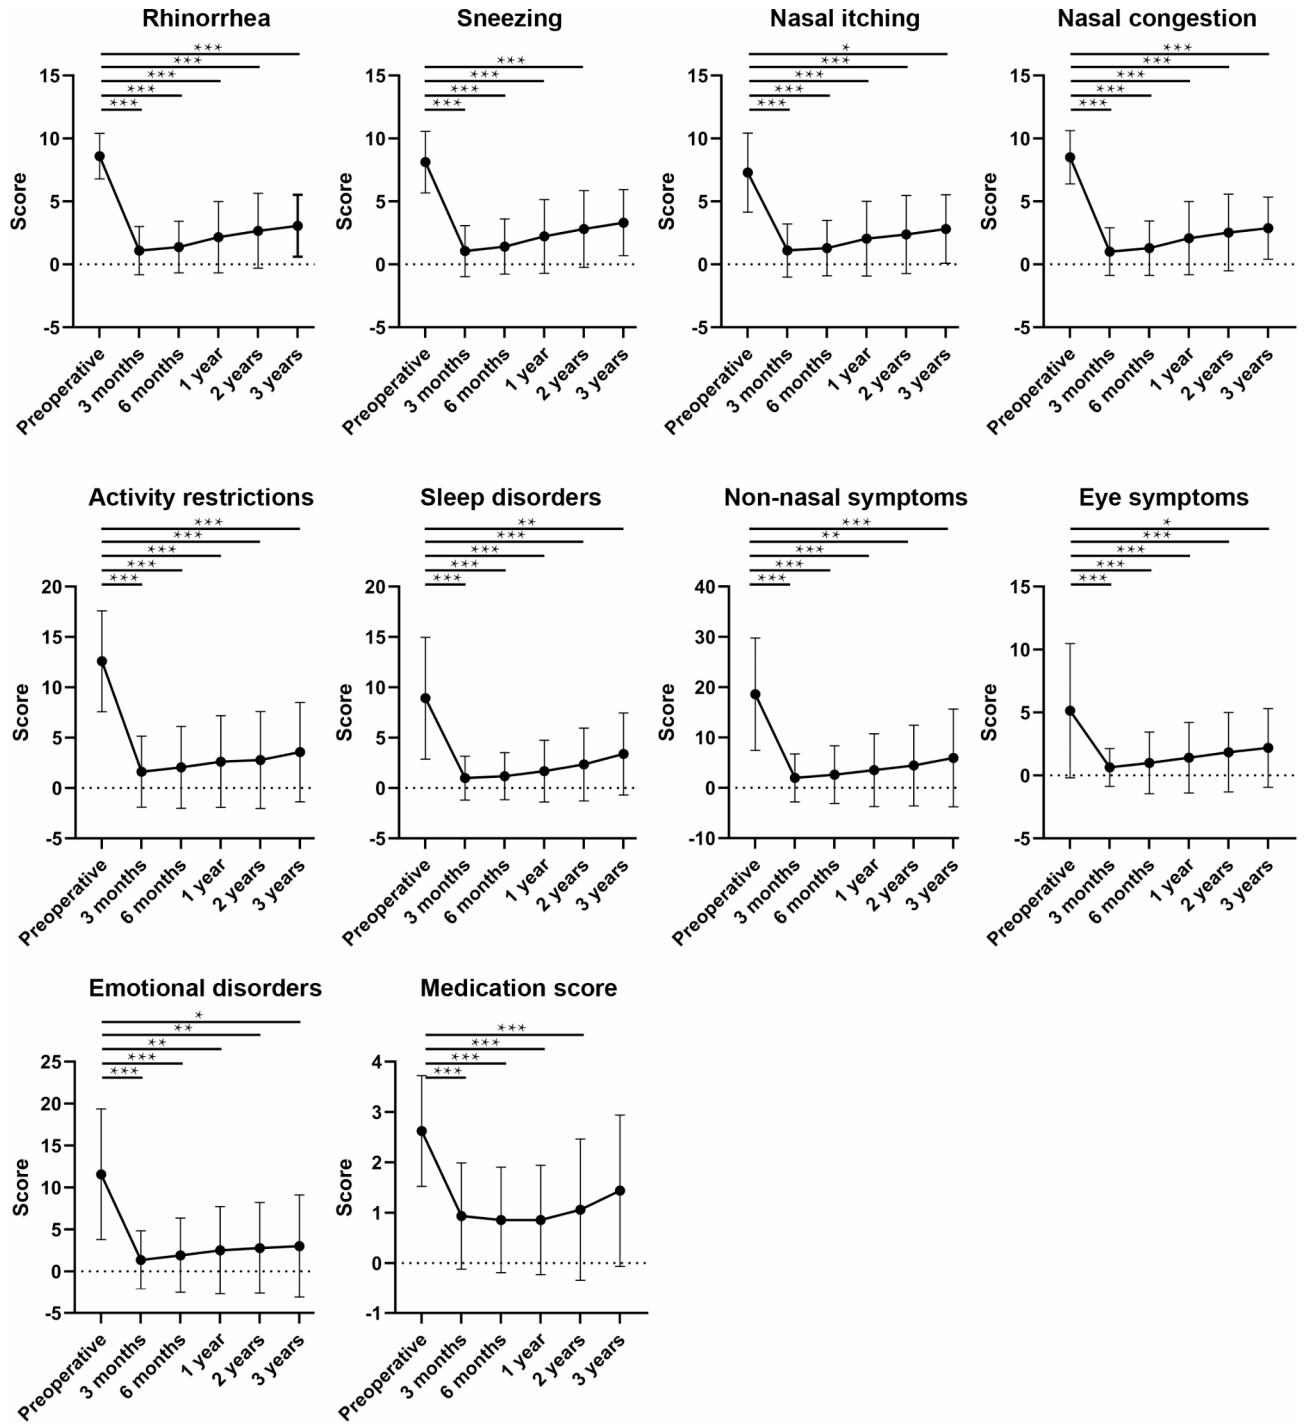 Rhinorrhea
***
***
***
***
***
15
10
5
0
-5
Score
Preoperative
3 months
6 months
1 year
2 years
3 years
Sneezing
***
***
***
***
15
10
5
0
-5
Score
Preoperative
3 months
6 months
1 year
2 years
3 years
Nasal itching
*
***
***
***
***
15
10
5
0
-5
Score
Preoperative
3 months
6 months
1 year
2 years
3 years
Nasal congestion
***
***
***
***
***
15
10
5
0
-5
Score
Preoperative
3 months
6 months
1 year
2 years
3 years
Activity restrictions
***
***
***
***
***
20
15
10
5
0
-5
Score
Preoperative
3 months
6 months
1 year
2 years
3 years
Sleep disorders
**
***
***
***
***
20
15
10
5
0
-5
Score
Preoperative
3 months
6 months
1 year
2 years
3 years
Non-nasal symptoms
***
**
***
***
***
40
30
20
10
0
-10
Score
Preoperative
3 months
6 months
1 year
2 years
3 years
Eye symptoms
*
***
***
***
***
15
10
5
0
-5
Score
Preoperative
3 months
6 months
1 year
2 years
3 years
Emotional disorders
*
**
**
***
***
25
20
15
10
5
0
-5
Score
Preoperative
3 months
6 months
1 year
2 years
3 years
Medication score
***
***
***
***
4
3
2
1
0
-1
Score
Preoperative
3 months
6 months
1 year
2 years
3 years